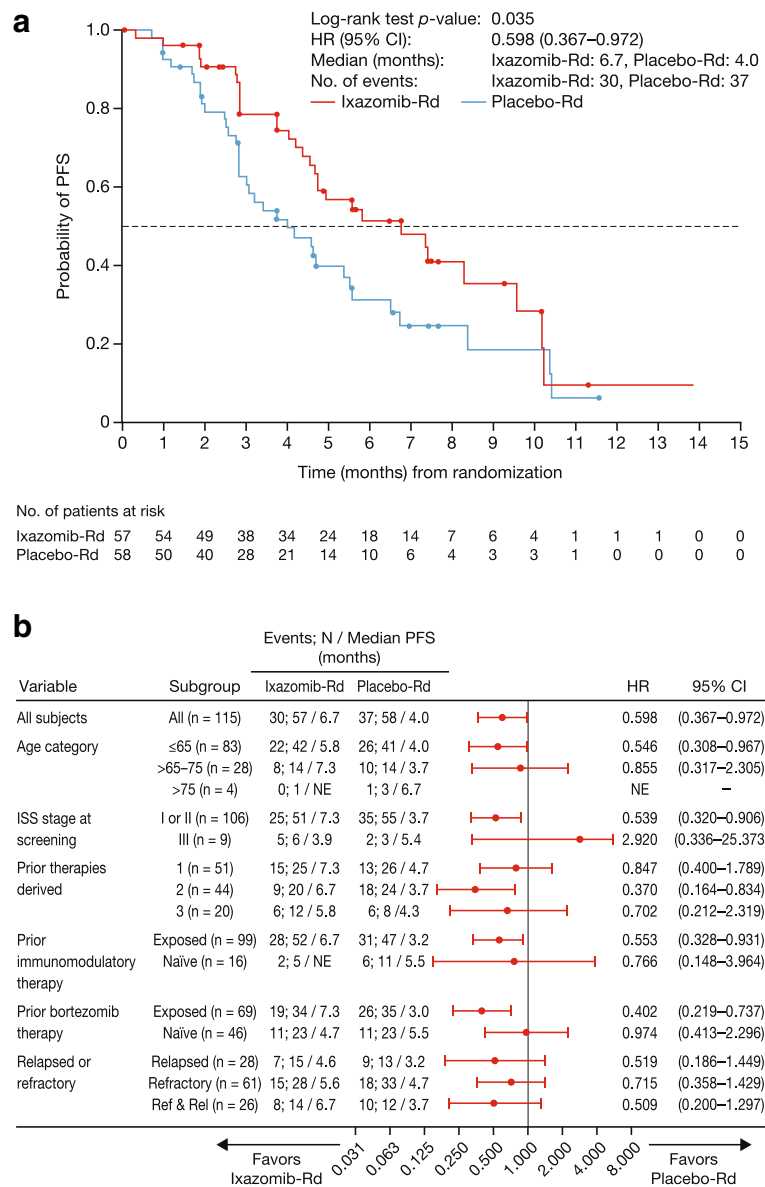 a
Log-rank test p-value: 0.035
HR (95% CI): 0.598 (0.367–0.972)
Median (months): Ixazomib-Rd: 6.7, Placebo-Rd: 4.0
No. of events: Ixazomib-Rd: 30, Placebo-Rd: 37
Ixazomib-Rd Placebo-Rd
Probability of PFS
1.0
0.8
0.6
0.4
0.2
0
0 1 2 3 4 5 6 7 8 9 10 11 12 13 14 15
Time (months) from randomization
No. of patients at risk
Ixazomib-Rd 57 54 49 38 34 24 18 14 7 6 4 1 1 1 0 0
Placebo-Rd 58 50 40 28 21 14 10 6 4 3 3 1 0 0 0 0
b
Events; N / Median PFS
(months)
Variable Subgroup Ixazomib-Rd Placebo-Rd HR 95% CI
All subjects All (n = 115) 30; 57 / 6.7 37; 58 / 4.0 0.598 (0.367–0.972)
Age category ≤65 (n = 83) 22; 42 / 5.8 26; 41 / 4.0 0.546 (0.308–0.967)
>65–75 (n = 28) 8; 14 / 7.3 10; 14 / 3.7 0.855 (0.317–2.305)
>75 (n = 4) 0; 1 / NE 1; 3 / 6.7 NE –
ISS stage at I or II (n = 106) 25; 51 / 7.3 35; 55 / 3.7 0.539 (0.320–0.906)
screening III (n = 9) 5; 6 / 3.9 2; 3 / 5.4 2.920 (0.336–25.373
Prior therapies 1 (n = 51) 15; 25 / 7.3 13; 26 / 4.7 0.847 (0.400–1.789)
derived 2 (n = 44) 9; 20 / 6.7 18; 24 / 3.7 0.370 (0.164–0.834)
3 (n = 20) 6; 12 / 5.8 6; 8 /4.3 0.702 (0.212–2.319)
Prior Exposed (n = 99) 28; 52 / 6.7 31; 47 / 3.2 0.553 (0.328–0.931)
immunomodulatory Naïve (n = 16) 2; 5 / NE 6; 11 / 5.5 0.766 (0.148–3.964)
therapy
Prior bortezomib Exposed (n = 69) 19; 34 / 7.3 26; 35 / 3.0 0.402 (0.219–0.737)
therapy Naïve (n = 46) 11; 23 / 4.7 11; 23 / 5.5 0.974 (0.413–2.296)
Relapsed or Relapsed (n = 28) 7; 15 / 4.6 9; 13 / 3.2 0.519 (0.186–1.449)
refractory Refractory (n = 61) 15; 28 / 5.6 18; 33 / 4.7 0.715 (0.358–1.429)
Ref & Rel (n = 26) 8; 14 / 6.7 10; 12 / 3.7 0.509 (0.200–1.297)
0.031 0.063 0.125 0.250 0.500 1.000 2.000 4.000 8.000
Favors Favors
Ixazomib-Rd Placebo-Rd